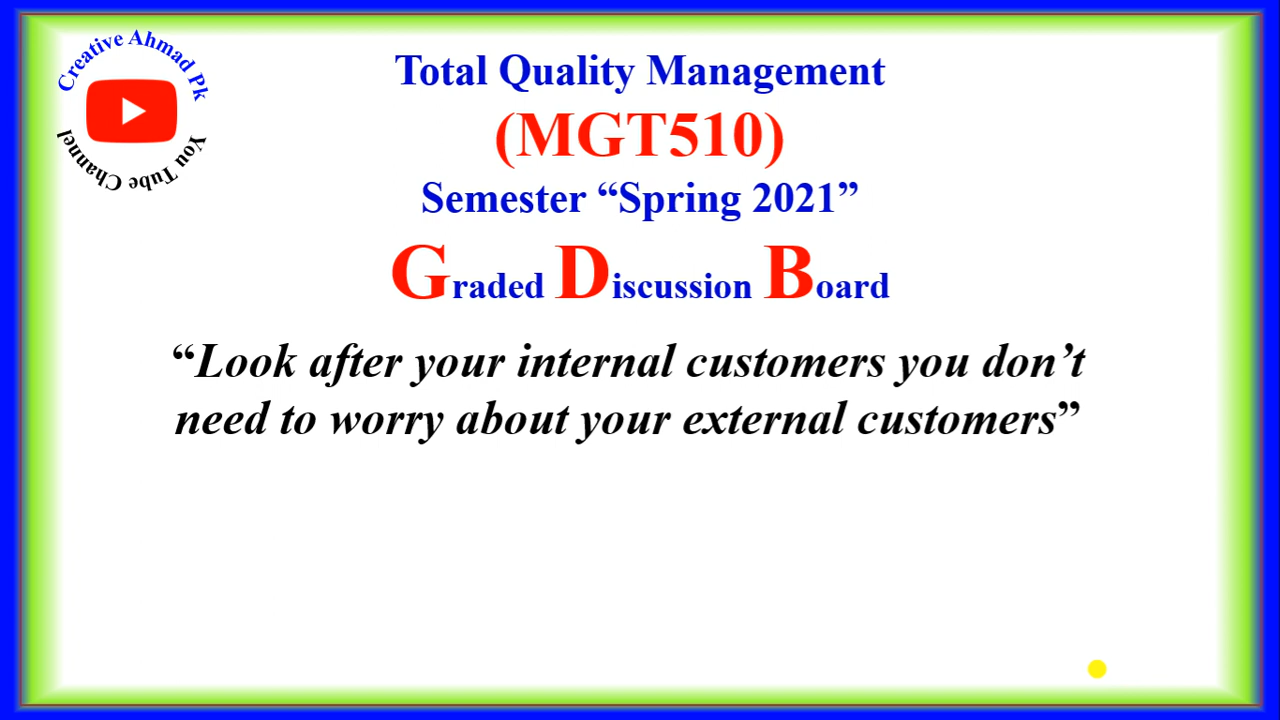 Creative Ahmad Pk
You Tube Channel
Total Quality Management
(MGT510)
Semester “Spring 2021”
Graded Discussion Board
“Look after your internal customers you don’t
need to worry about your external customers”